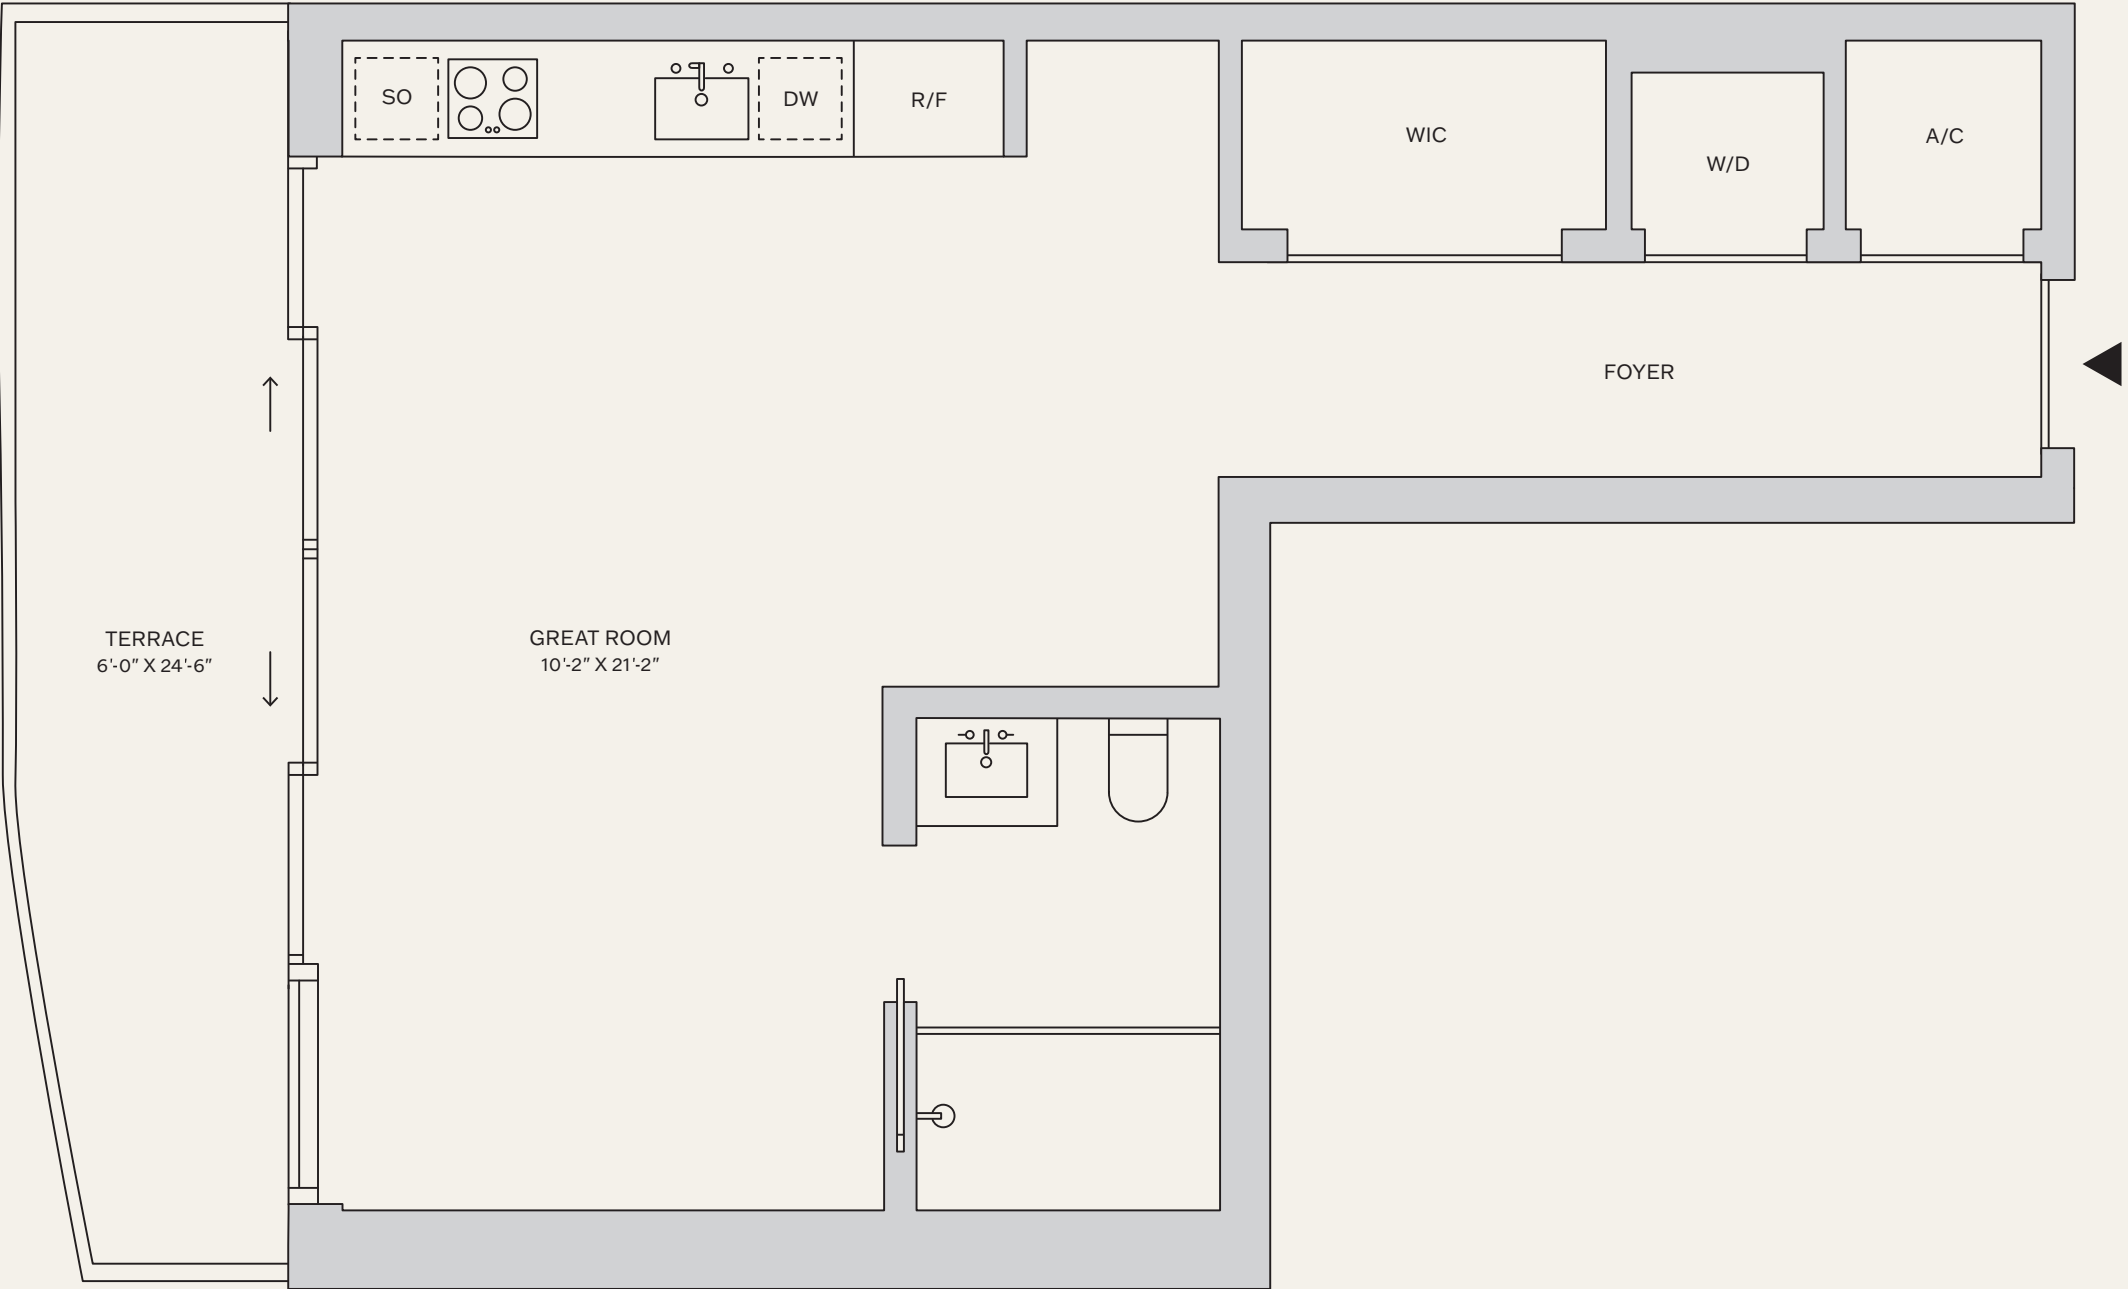 SO
DW
R/F
WIC
W/D
A/C
FOYER
TERRACE
6'-0" X 24'-6"
GREAT ROOM
10'-2" X 21'-2"